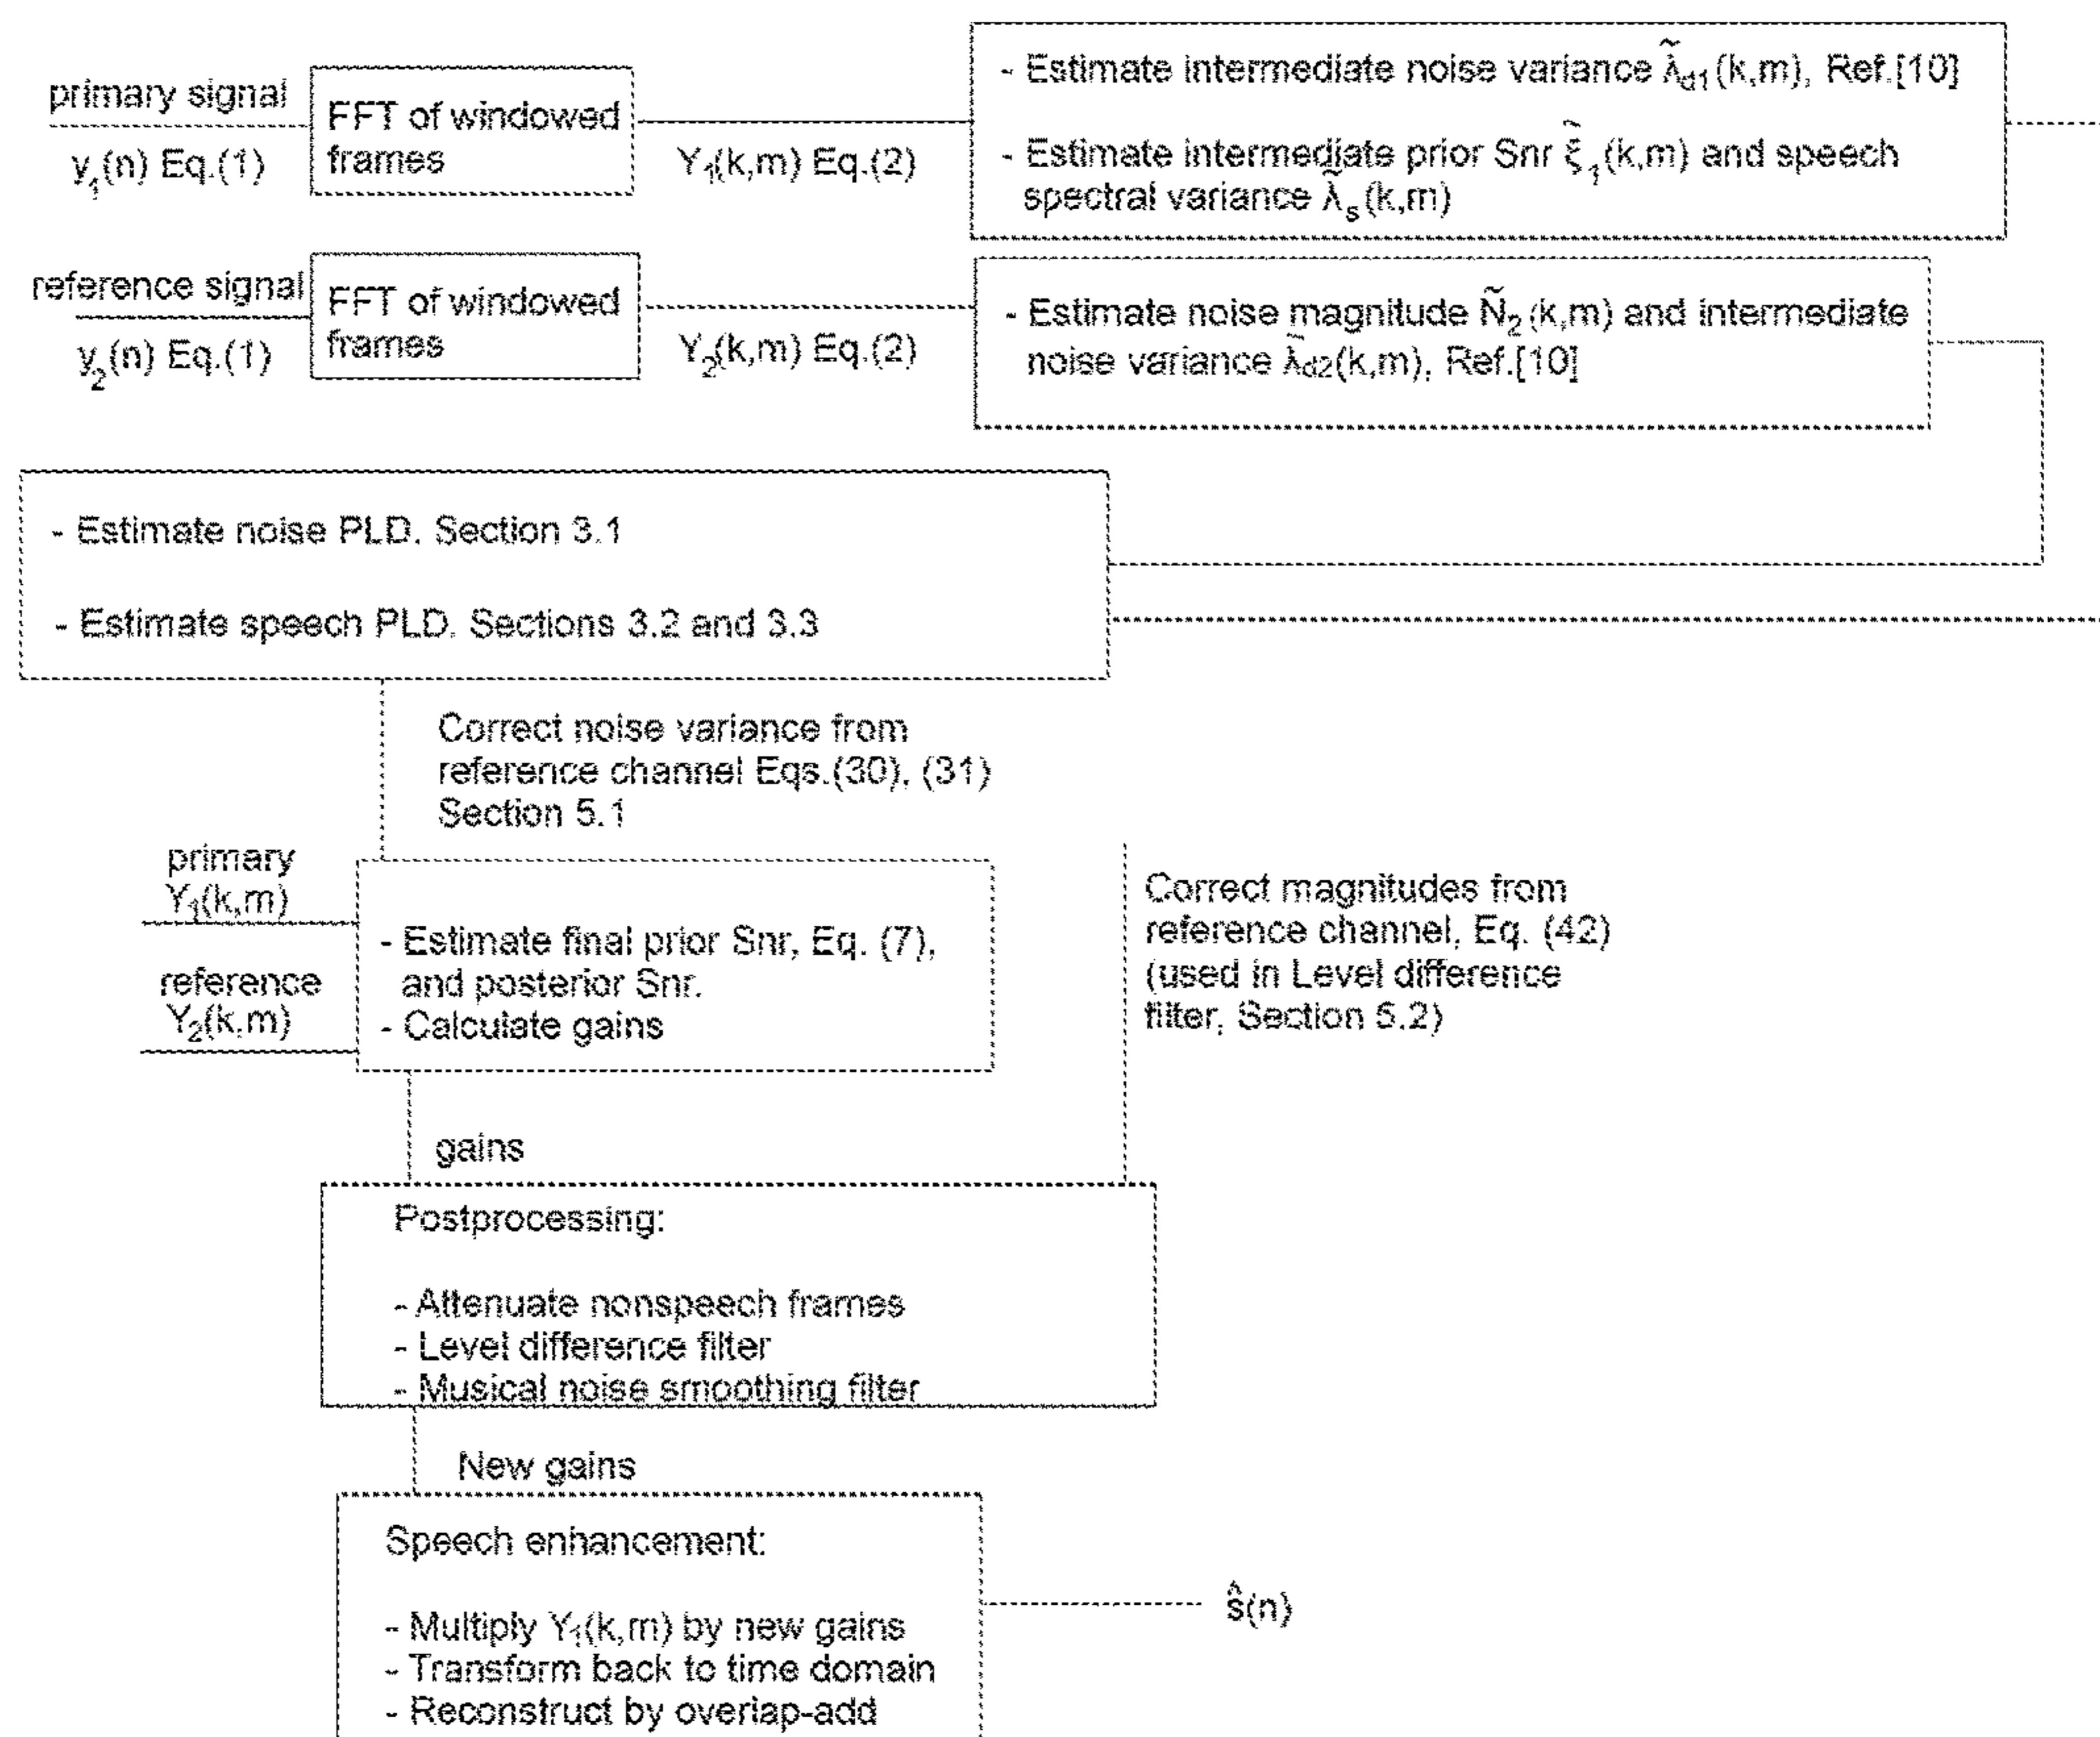 primary signal
y₁(n) Eq.(1)
FFT of windowed
frames
Y₁(k,m) Eq.(2)
- Estimate intermediate noise variance λ̃d1(k,m), Ref.[10]
- Estimate intermediate prior Snr ξ̃₁(k,m) and speech
spectral variance λ̃ₛ(k,m)
reference signal
y₂(n) Eq.(1)
FFT of windowed
frames
Y₂(k,m) Eq.(2)
- Estimate noise magnitude Ñ₂(k,m) and intermediate
noise variance λ̃d2(k,m), Ref.[10]
- Estimate noise PLD. Section 3.1
- Estimate speech PLD. Sections 3.2 and 3.3
Correct noise variance from
reference channel Eqs.(30), (31)
Section 5.1
primary
Y₁(k,m)
reference
Y₂(k,m)
- Estimate final prior Snr, Eq. (7),
and posterior Snr.
- Calculate gains
Correct magnitudes from
reference channel, Eq. (42)
(used in Level difference
filter, Section 5.2)
gains
Postprocessing:
- Attenuate nonspeech frames
- Level difference filter
- Musical noise smoothing filter
New gains
Speech enhancement:
- Multiply Y₁(k,m) by new gains
- Transform back to time domain
- Reconstruct by overlap-add
ŝ(n)